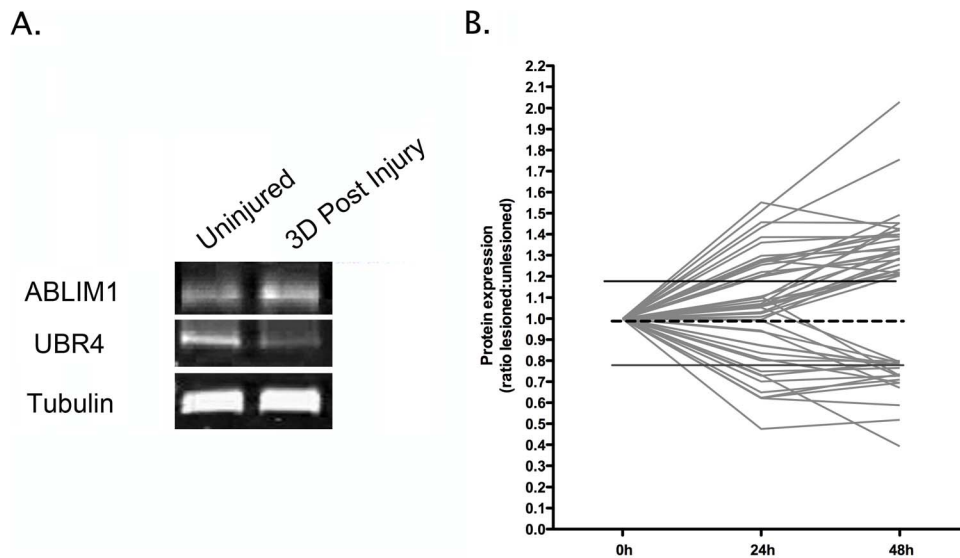 A.
Uninjured
3D Post Injury
ABLIM1
UBR4
Tubulin
B.
Protein expression
(ratio lesioned:unlesioned)
2.2
2.1
2.0
1.9
1.8
1.7
1.6
1.5
1.4
1.3
1.2
1.1
1.0
0.9
0.8
0.7
0.6
0.5
0.4
0.3
0.2
0.1
0.0
0h
24h
48h